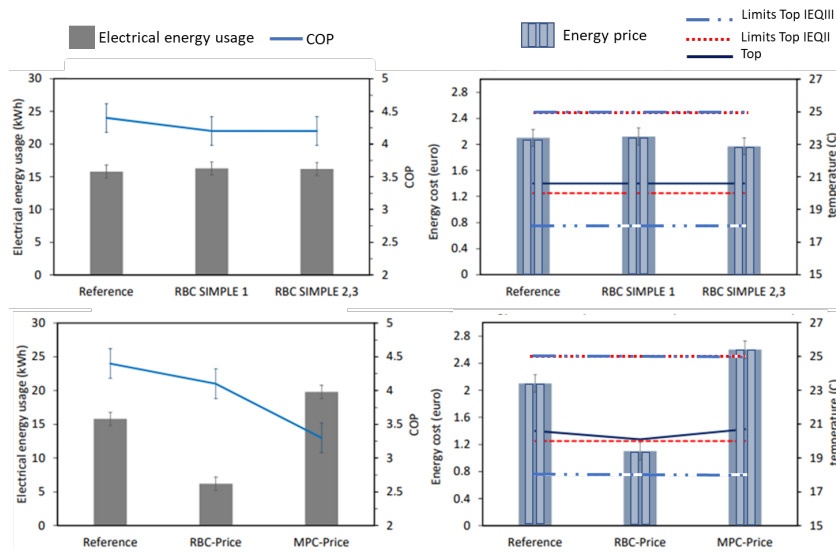 Electrical energy usage
COP
Energy price
Limits Top IEQIII
Limits Top IEQII
Top
30
25
20
15
10
5
0
Electrical energy usage (kWh)
5
4.5
4
3.5
3
2.5
2
COP
Reference
RBC SIMPLE 1
RBC SIMPLE 2,3
2.8
2.4
2
1.6
1.2
0.8
0.4
0
Energy cost (euro)
27
25
23
21
19
17
15
temperature (C)
Reference
RBC SIMPLE 1
RBC SIMPLE 2,3
30
25
20
15
10
5
0
Electrical energy usage (kWh)
5
4.5
4
3.5
3
2.5
2
COP
Reference
RBC-Price
MPC-Price
2.8
2.4
2
1.6
1.2
0.8
0.4
0
Energy cost (euro)
27
25
23
21
19
17
15
temperature (C)
Reference
RBC-Price
MPC-Price